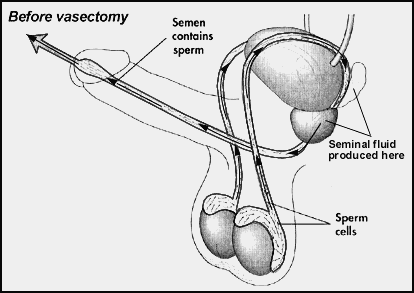 Before vasectomy
Semen
contains
sperm
Seminal fluid
produced here
Sperm
cells